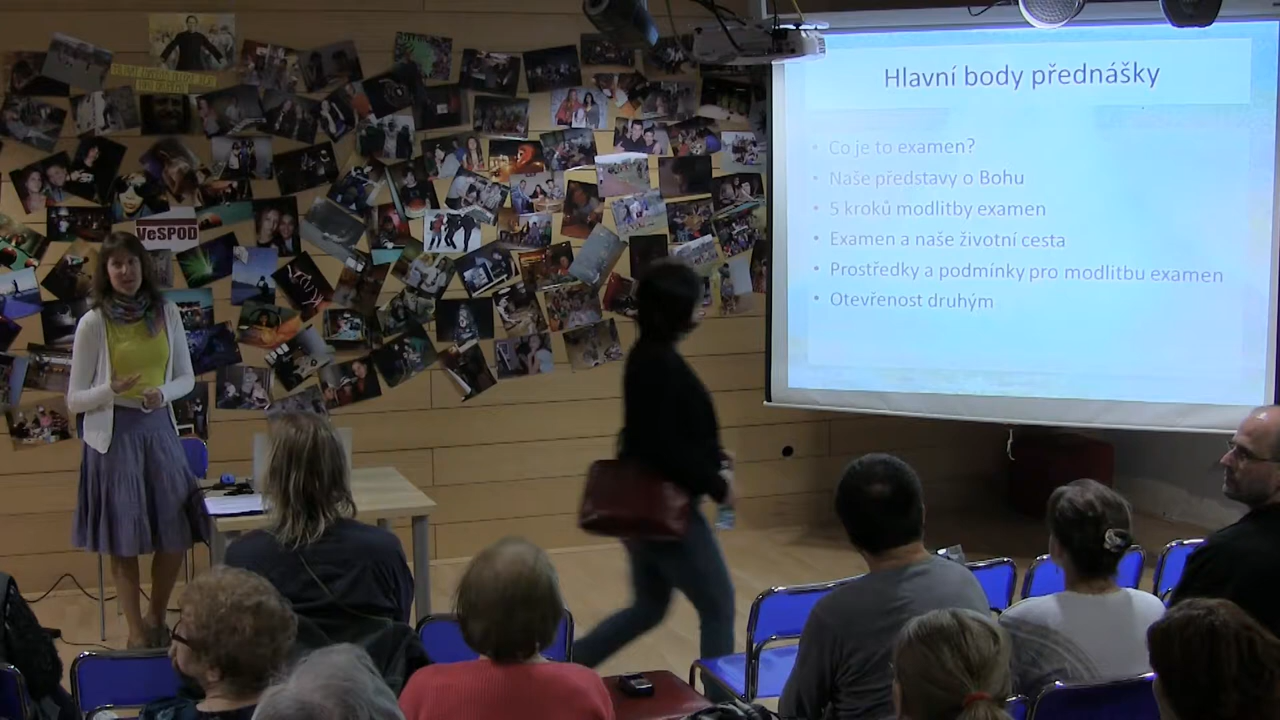 Hlavní body přednášky
• Co je to examen?
• Naše představy o Bohu
• 5 kroků modlitby examen
• Examen a naše životní cesta
• Prostředky a podmínky pro modlitbu examen
• Otevřenost druhým
VeSPOD